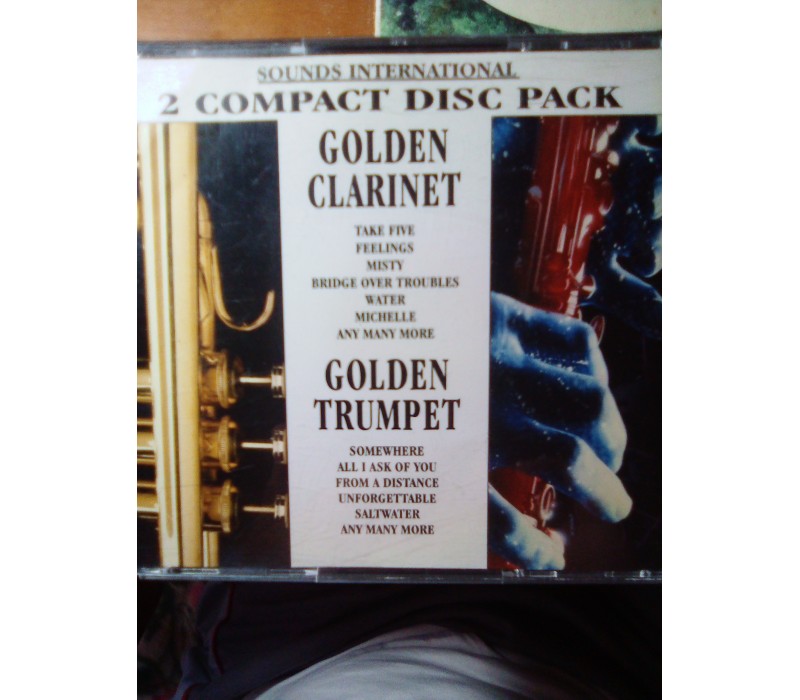 SOUNDS INTERNATIONAL
2 COMPACT DISC PACK
GOLDEN
CLARINET
TAKE FIVE
FEELINGS
MISTY
BRIDGE OVER TROUBLES
WATER
MICHELLE
ANY MANY MORE
GOLDEN
TRUMPET
SOMEWHERE
ALL I ASK OF YOU
FROM A DISTANCE
UNFORGETTABLE
SALTWATER
ANY MANY MORE